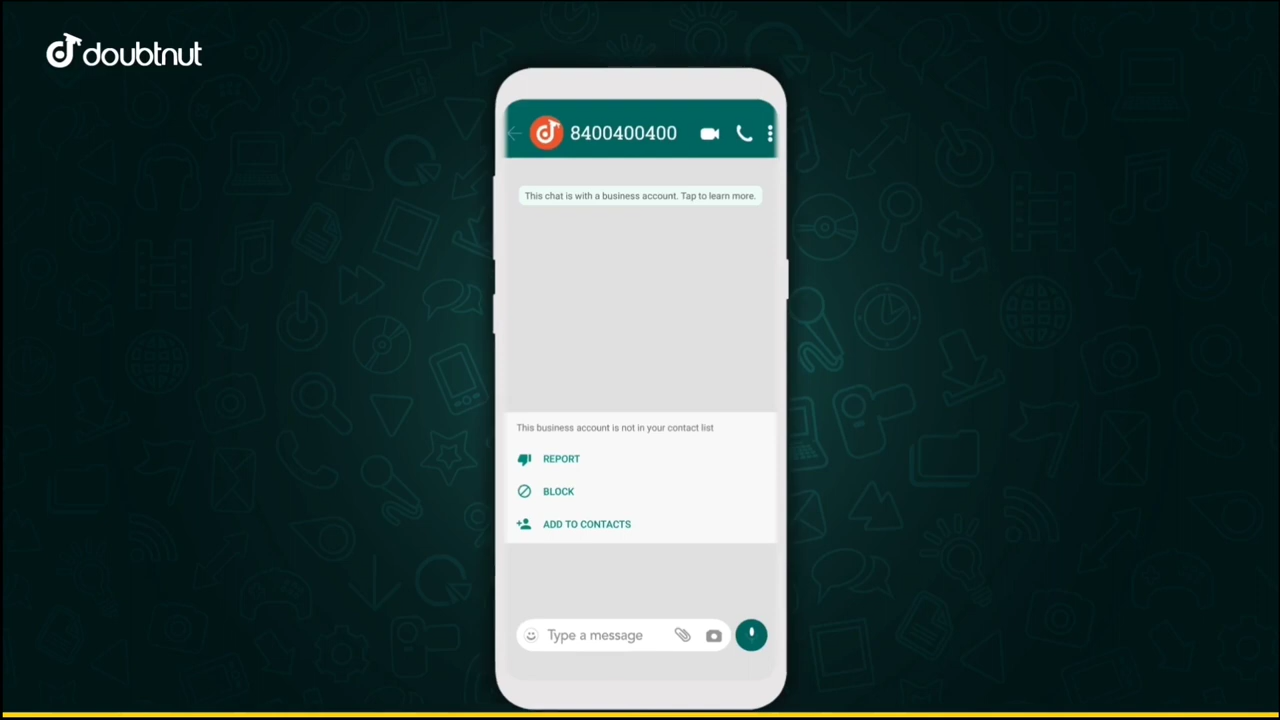 doubtnut
8400400400
This chat is with a business account. Tap to learn more.
This business account is not in your contact list
REPORT
BLOCK
ADD TO CONTACTS
Type a message